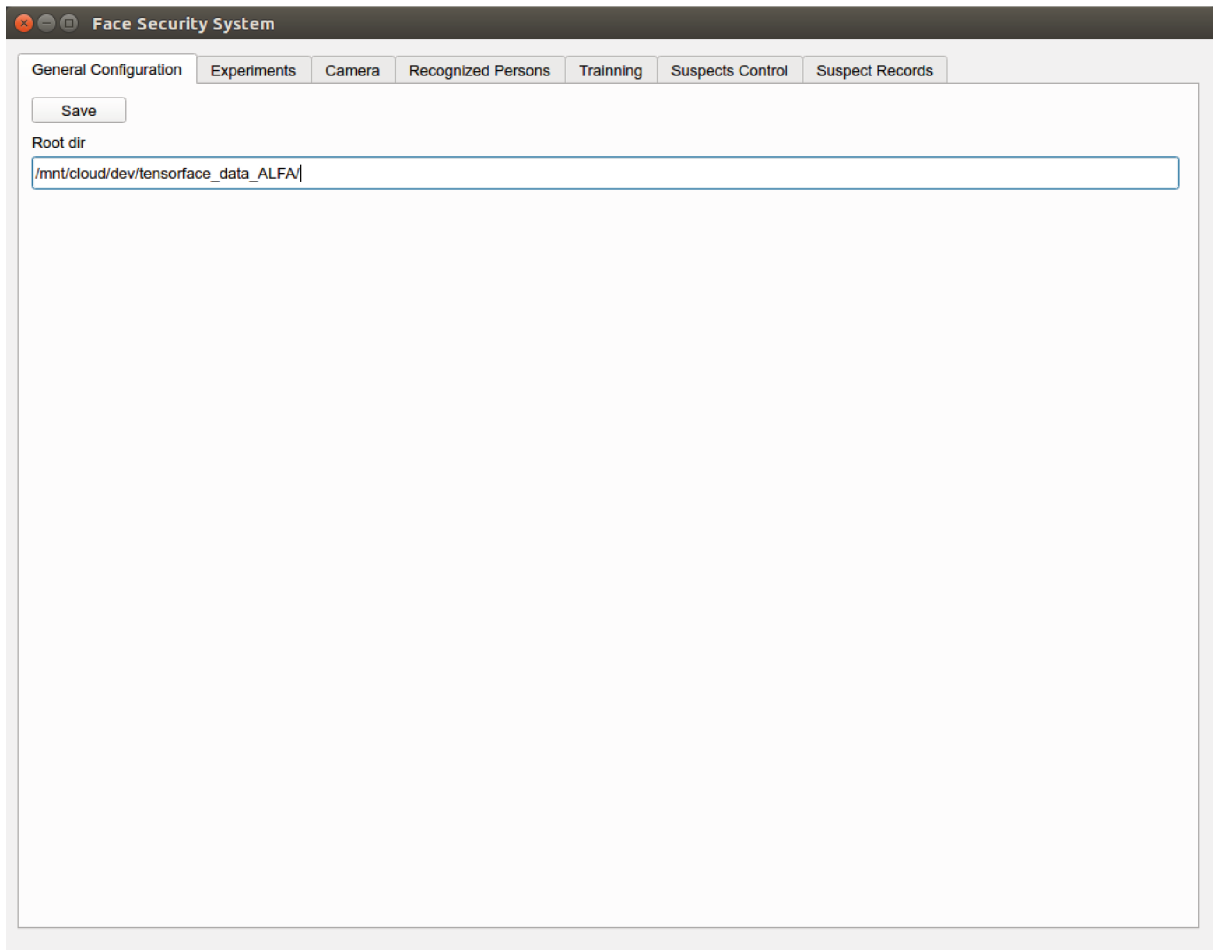 Face Security System
General Configuration Experiments Camera Recognized Persons Trainning Suspects Control Suspect Records
Save
Root dir
/mnt/cloud/dev/tensorface_data_ALFA/